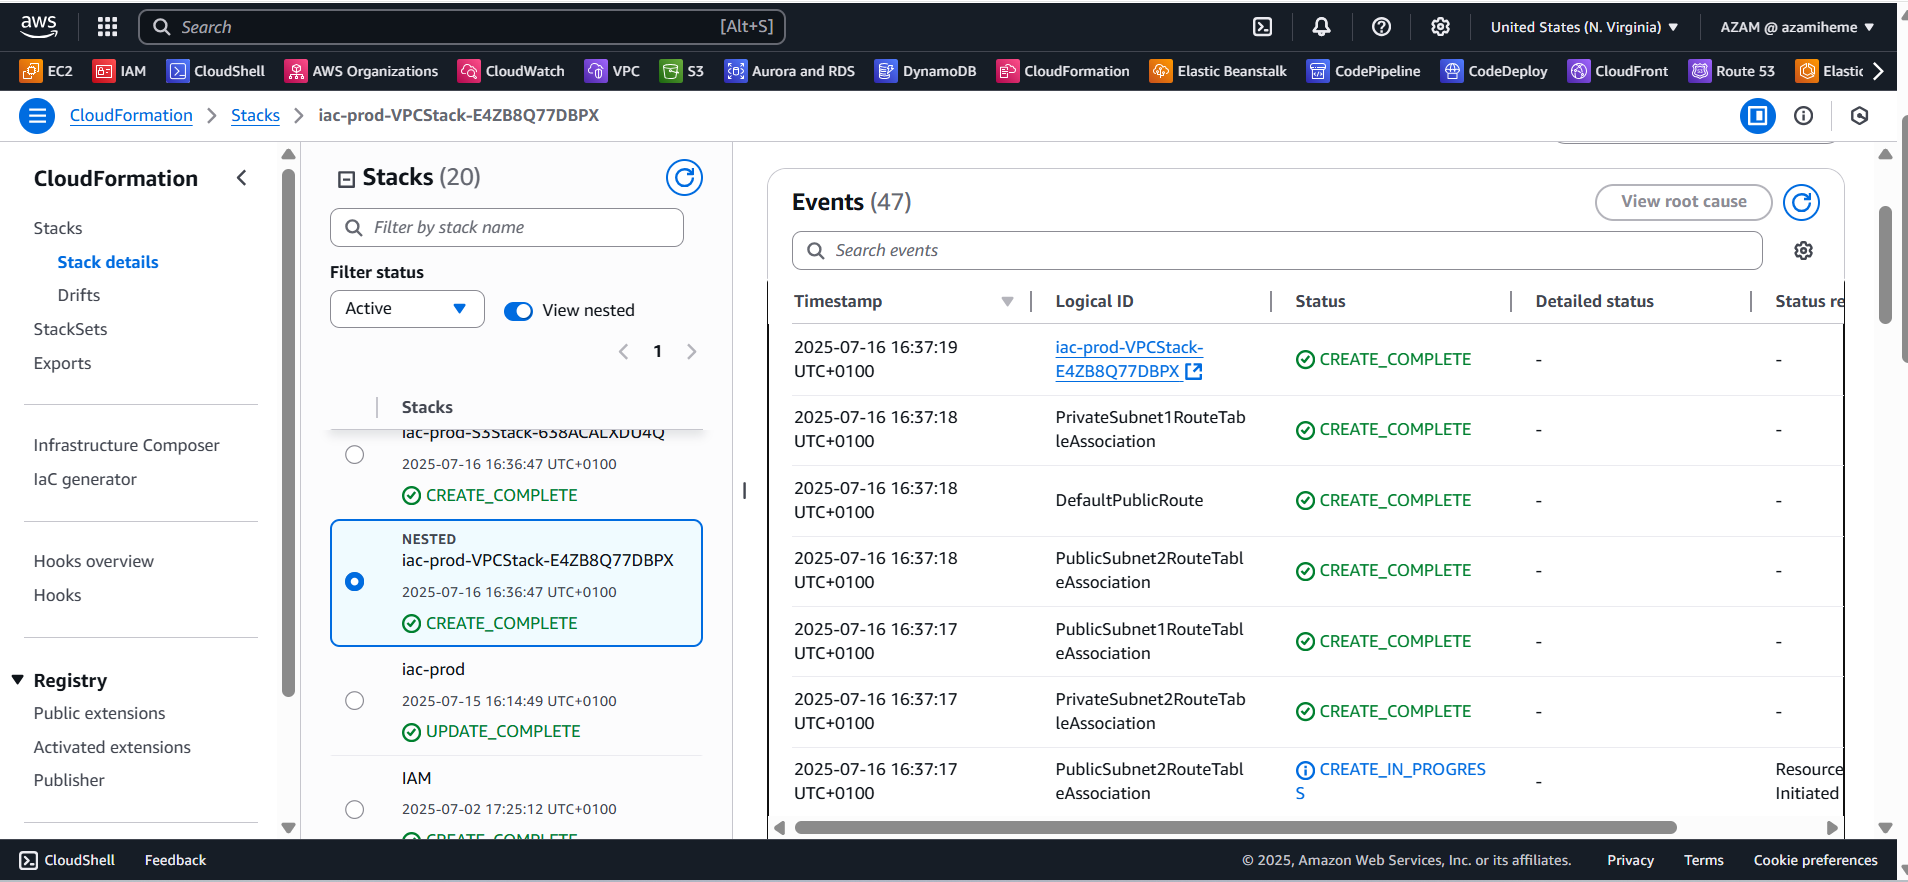 aws
Search
[Alt+S]
United States (N. Virginia)
AZAM @ azamiheme
EC2
IAM
CloudShell
AWS Organizations
CloudWatch
VPC
S3
Aurora and RDS
DynamoDB
CloudFormation
Elastic Beanstalk
CodePipeline
CodeDeploy
CloudFront
Route 53
Elastic
CloudFormation
Stacks
iac-prod-VPCStack-E4ZB8Q77DBPX
CloudFormation
Stacks
Stack details
Drifts
StackSets
Exports
Infrastructure Composer
IaC generator
Hooks overview
Hooks
Registry
Public extensions
Activated extensions
Publisher
Stacks (20)
Filter by stack name
Filter status
Active
View nested
1
Stacks
iac-prod-S3Stack-638ACALXDU4Q
2025-07-16 16:36:47 UTC+0100
CREATE_COMPLETE
NESTED
iac-prod-VPCStack-E4ZB8Q77DBPX
2025-07-16 16:36:47 UTC+0100
CREATE_COMPLETE
iac-prod
2025-07-15 16:14:49 UTC+0100
UPDATE_COMPLETE
IAM
2025-07-02 17:25:12 UTC+0100
CREATE_COMPLETE
Events (47)
View root cause
Search events
Timestamp
Logical ID
Status
Detailed status
Status re
2025-07-16 16:37:19
UTC+0100
iac-prod-VPCStack-
E4ZB8Q77DBPX
CREATE_COMPLETE
-
-
2025-07-16 16:37:18
UTC+0100
PrivateSubnet1RouteTab
leAssociation
CREATE_COMPLETE
-
-
2025-07-16 16:37:18
UTC+0100
DefaultPublicRoute
CREATE_COMPLETE
-
-
2025-07-16 16:37:18
UTC+0100
PublicSubnet2RouteTabl
eAssociation
CREATE_COMPLETE
-
-
2025-07-16 16:37:17
UTC+0100
PublicSubnet1RouteTabl
eAssociation
CREATE_COMPLETE
-
-
2025-07-16 16:37:17
UTC+0100
PrivateSubnet2RouteTab
leAssociation
CREATE_COMPLETE
-
-
2025-07-16 16:37:17
UTC+0100
PublicSubnet2RouteTabl
eAssociation
CREATE_IN_PROGRES
S
-
Resource
Initiated
CloudShell
Feedback
© 2025, Amazon Web Services, Inc. or its affiliates.
Privacy
Terms
Cookie preferences